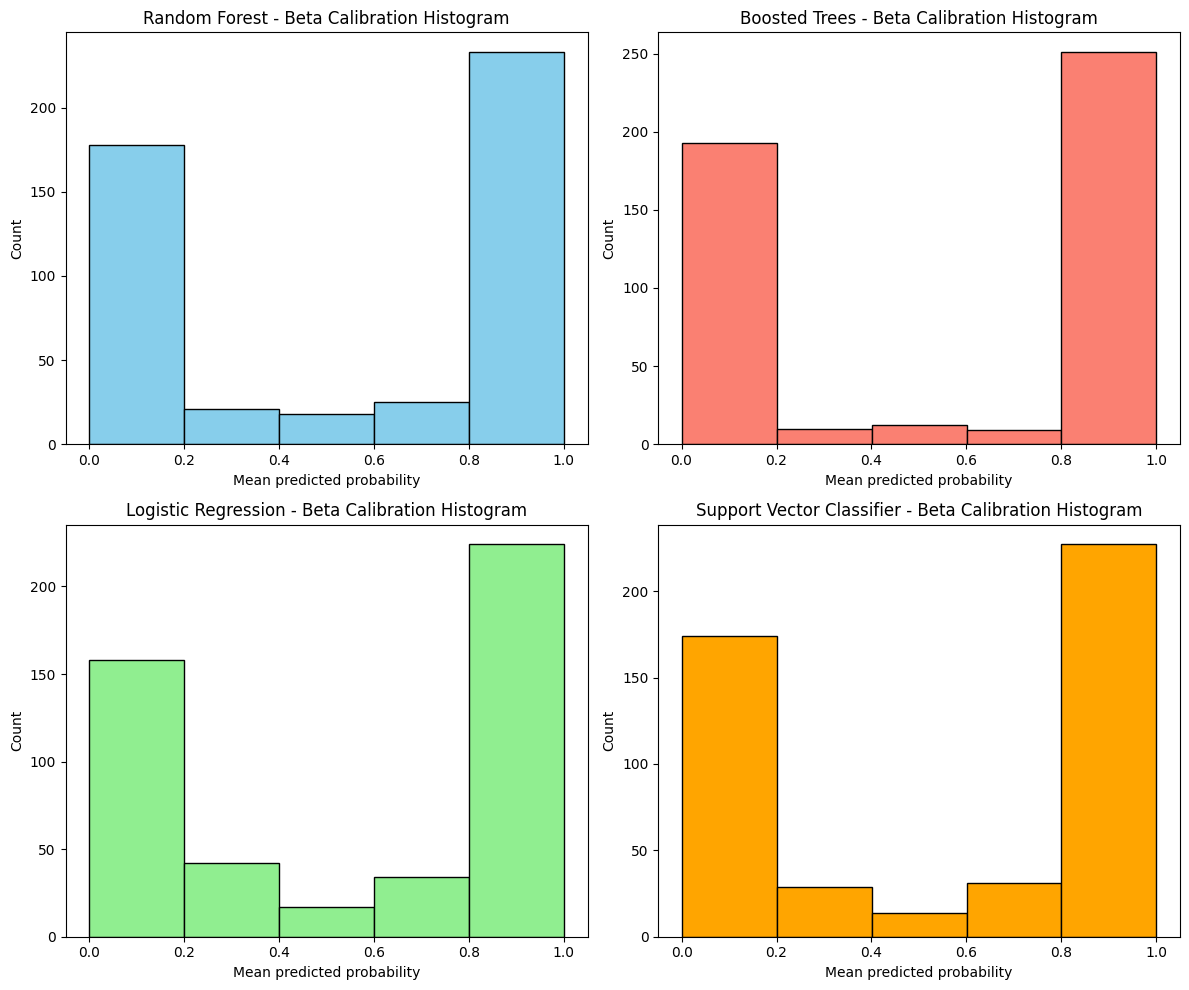 Random Forest - Beta Calibration Histogram
200
150
100
50
0
Count
0.0 0.2 0.4 0.6 0.8 1.0
Mean predicted probability
Boosted Trees - Beta Calibration Histogram
250
200
150
100
50
0
Count
0.0 0.2 0.4 0.6 0.8 1.0
Mean predicted probability
Logistic Regression - Beta Calibration Histogram
200
150
100
50
0
Count
0.0 0.2 0.4 0.6 0.8 1.0
Mean predicted probability
Support Vector Classifier - Beta Calibration Histogram
200
150
100
50
0
Count
0.0 0.2 0.4 0.6 0.8 1.0
Mean predicted probability